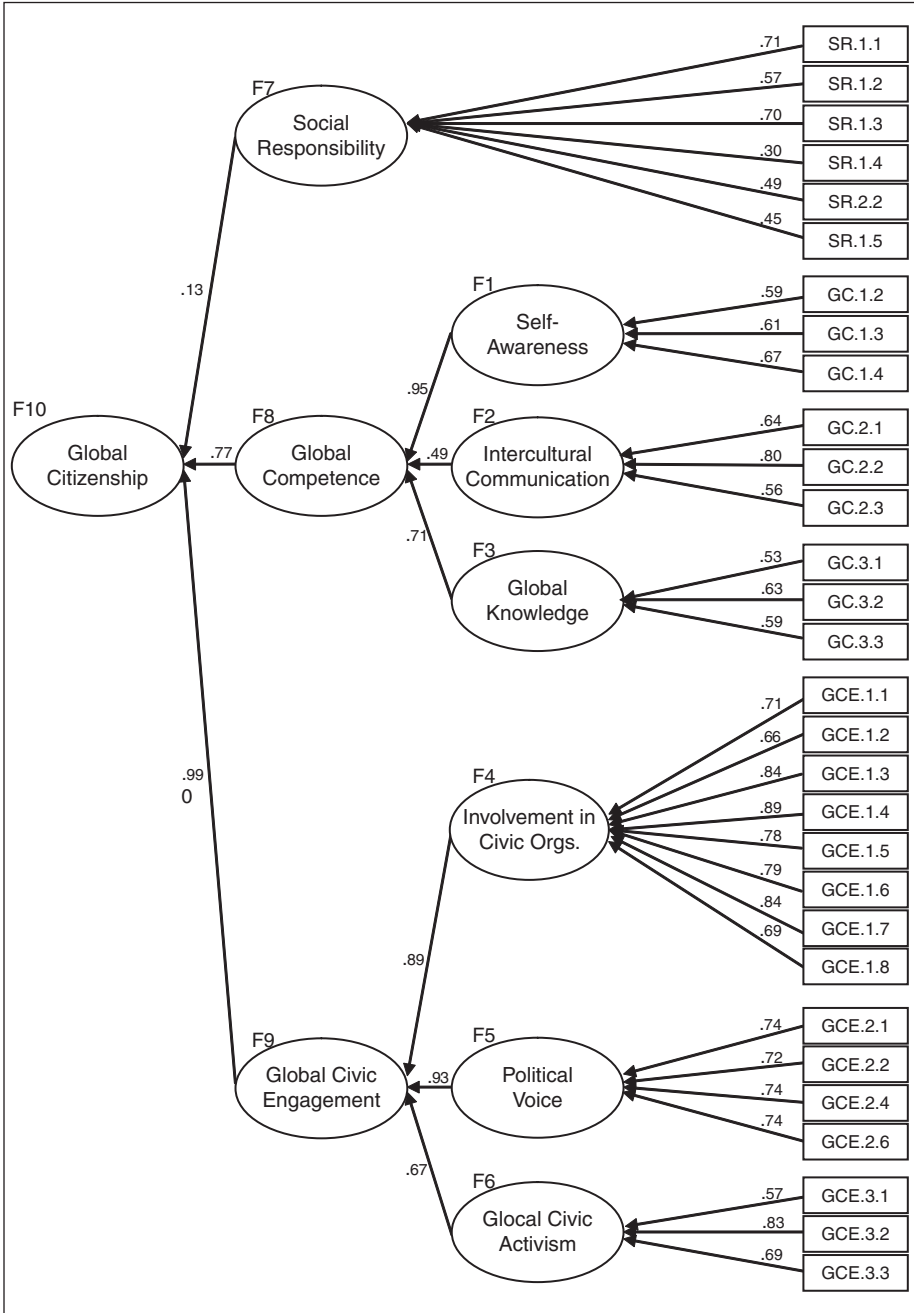 F7
Social
Responsibility
.71
SR.1.1
.57
SR.1.2
.70
SR.1.3
.30
SR.1.4
.49
SR.2.2
.45
SR.1.5
.13
F1
Self-
Awareness
.59
GC.1.2
.61
GC.1.3
.67
GC.1.4
.95
F10
Global
Citizenship
.77
F8
Global
Competence
.49
F2
Intercultural
Communication
.64
GC.2.1
.80
GC.2.2
.56
GC.2.3
.71
F3
Global
Knowledge
.53
GC.3.1
.63
GC.3.2
.59
GC.3.3
.99
0
F4
Involvement in
Civic Orgs.
.71
GCE.1.1
.66
GCE.1.2
.84
GCE.1.3
.89
GCE.1.4
.78
GCE.1.5
.79
GCE.1.6
.84
GCE.1.7
.69
GCE.1.8
.89
F9
Global Civic
Engagement
.93
F5
Political
Voice
.74
GCE.2.1
.72
GCE.2.2
.74
GCE.2.4
.74
GCE.2.6
.67
F6
Glocal Civic
Activism
.57
GCE.3.1
.83
GCE.3.2
.69
GCE.3.3